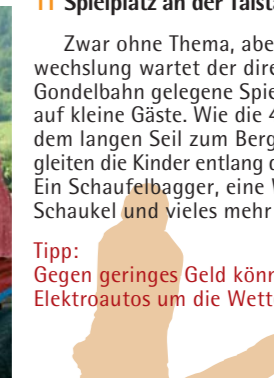 11 Spielplatz an der Talsta
Zwar ohne Thema, abe
wechslung wartet der dire
Gondelbahn gelegene Spie
auf kleine Gäste. Wie die 4
dem langen Seil zum Berg
gleiten die Kinder entlang
Ein Schaufelbagger, eine
Schaukel und vieles mehr
Tipp:
Gegen geringes Geld könn
Elektroautos um die Wett